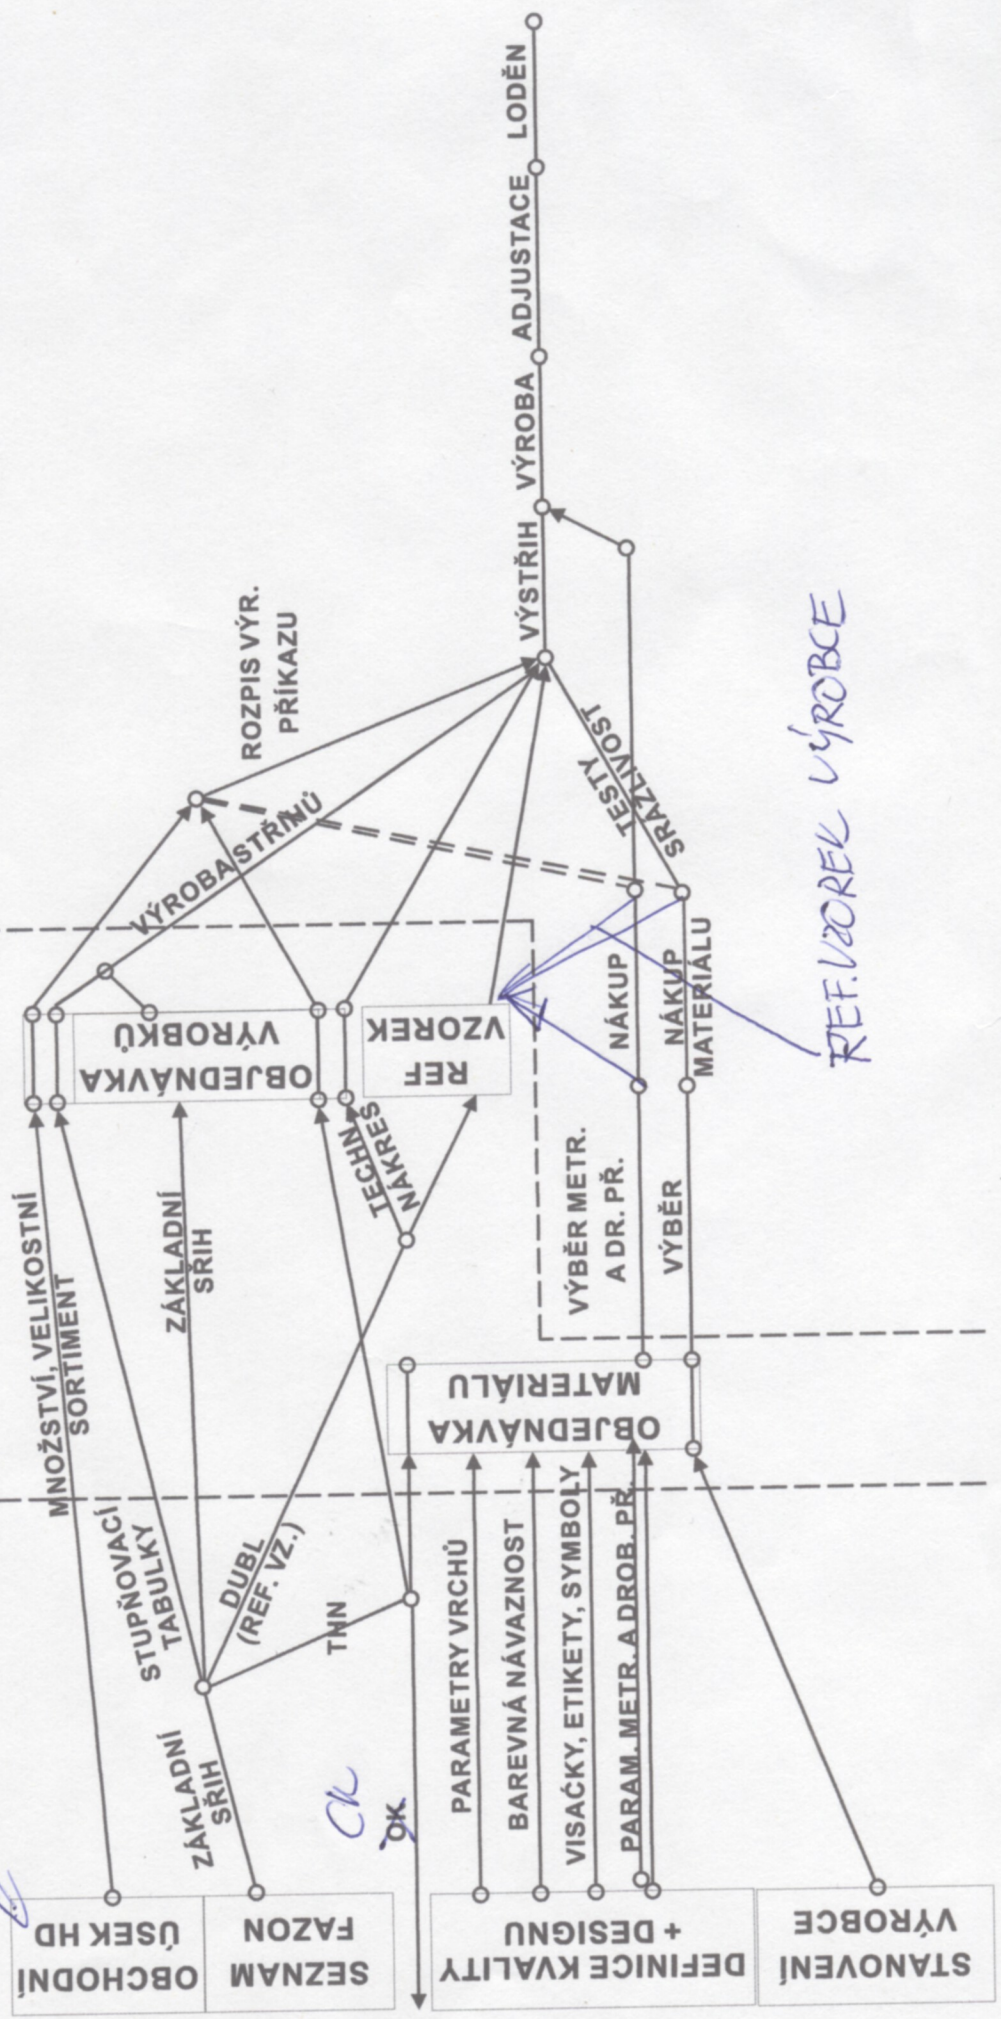 OBCHODNÍ
ÚSEK HD
SEZNAM
FAZON
DEFINICE KVALITY
+ DESIGNU
STANOVENÍ
VÝROBCE
MNOŽSTVÍ, VELIKOSTNÍ
SORTIMENT
STUPŇOVACÍ
TABULKY
ZÁKLADNÍ
SŘIH
ZÁKLADNÍ
SŘIH
DUBL
(REF. VZ.)
TNN
CK
OK
PARAMETRY VRCHŮ
BAREVNÁ NÁVAZNOST
VISAČKY, ETIKETY, SYMBOLY
PARAM. METR. A DROB. PŘ.
OBJEDNÁVKA
MATERIÁLU
OBJEDNÁVKA
VÝROBKŮ
TECHN
NÁKRES
REF
VZOREK
VÝBĚR METR.
A DR. PŘ.
VÝBĚR
NÁKUP
NÁKUP
MATERIÁLU
VÝROBA STŘIHŮ
ROZPIS VÝR.
PŘÍKAZU
TESTY
SRAŽLIVOST
VÝSTŘIH
VÝROBA
ADJUSTACE
LODĚN
REF. VZOREK VÝROBCE